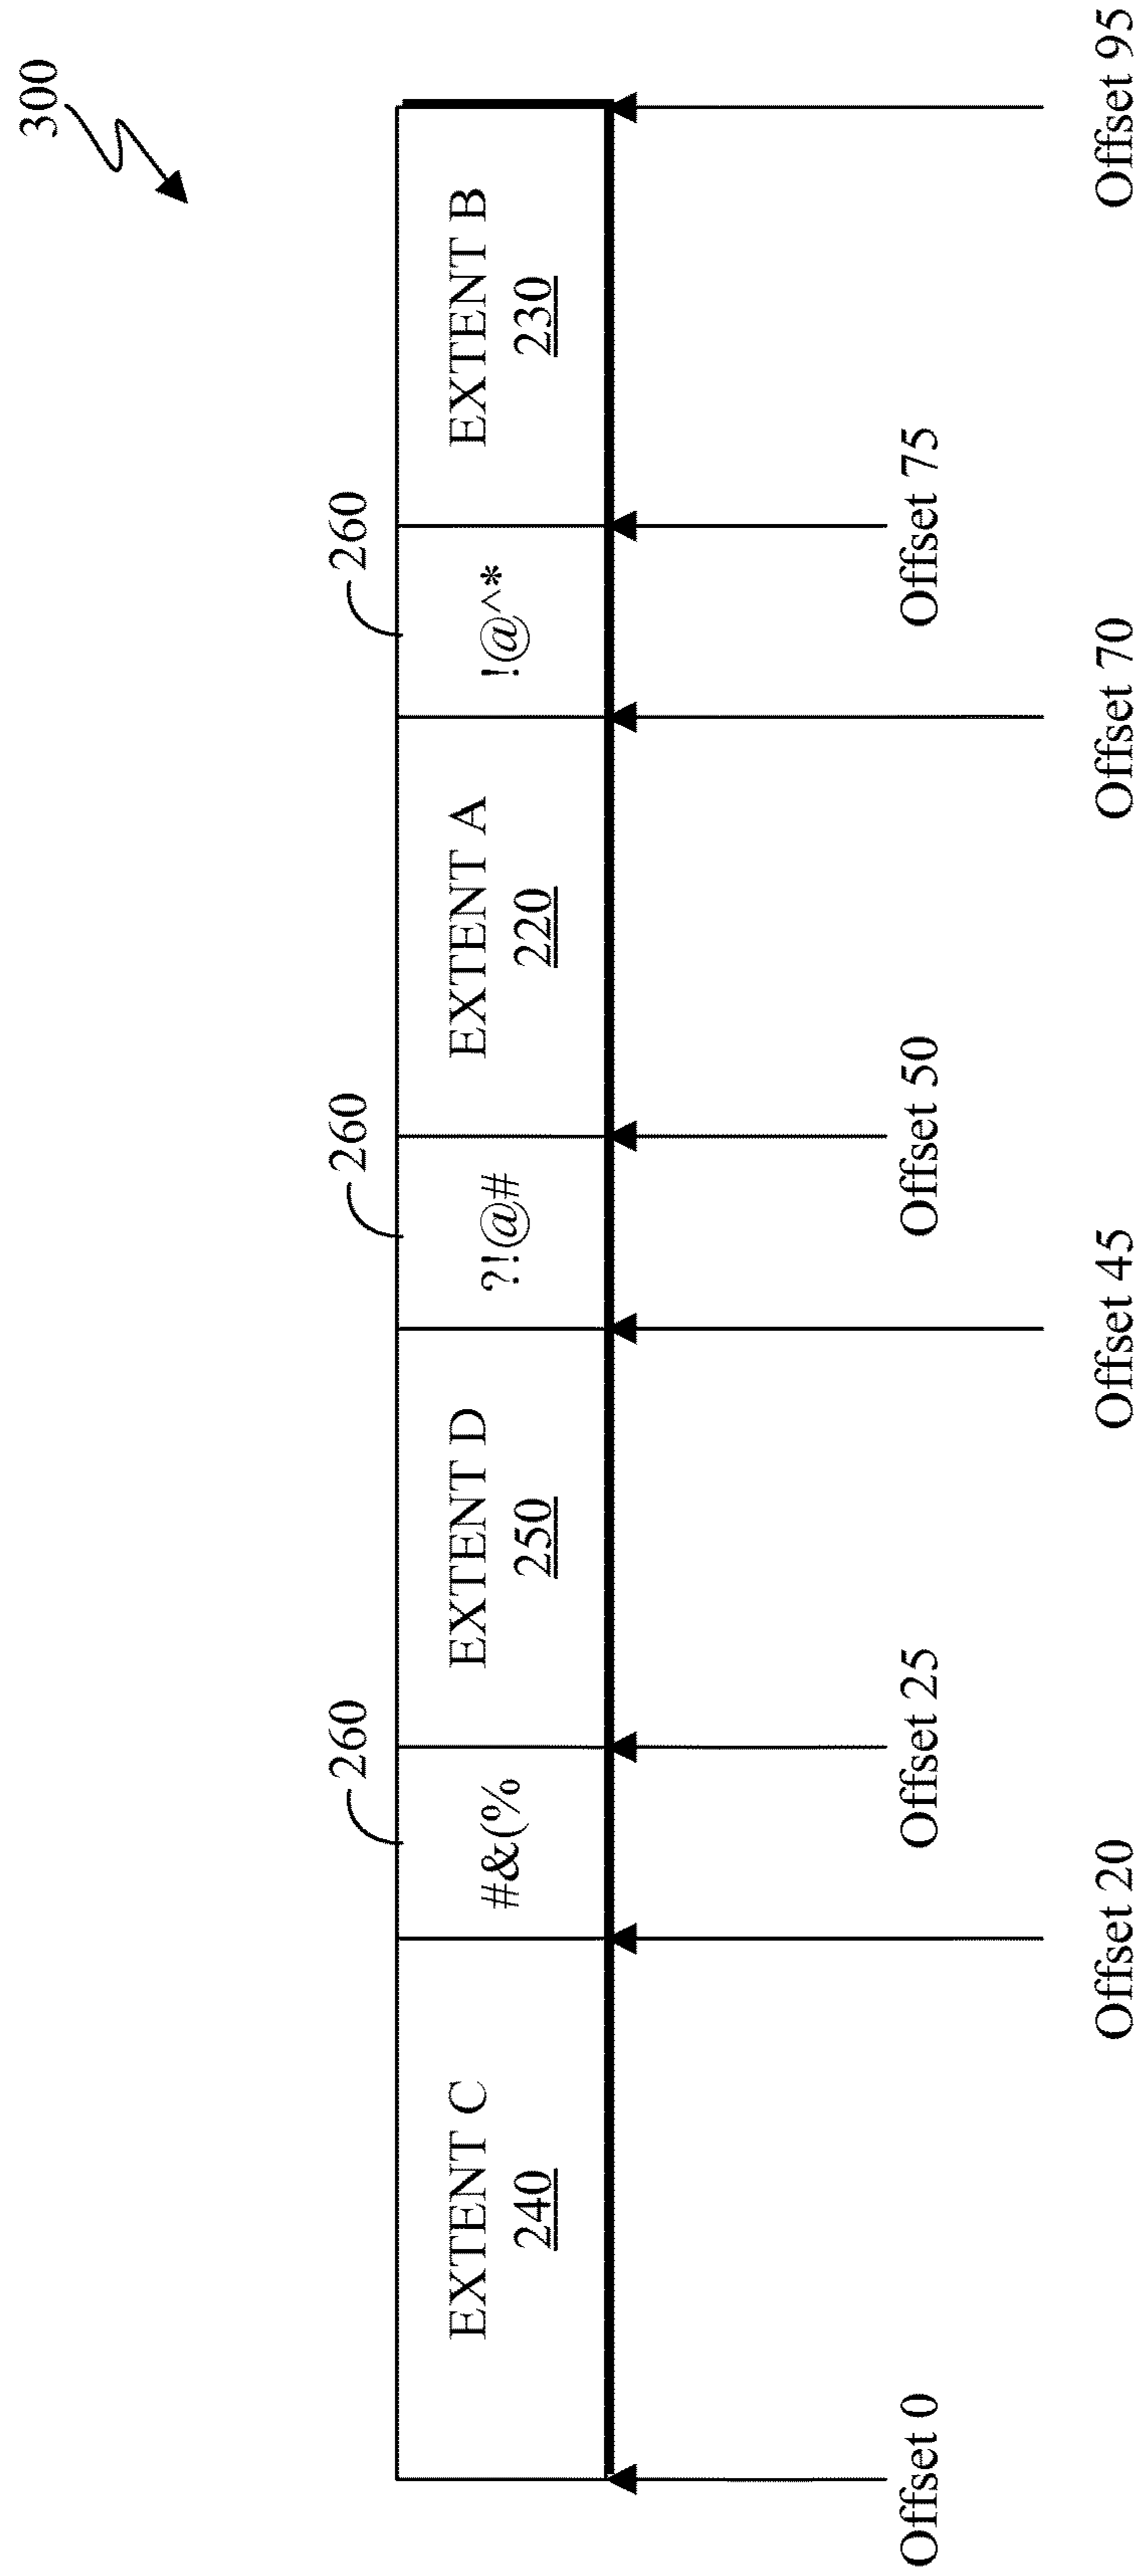 300
260
260
260
EXTENT C
240
#&(%
EXTENT D
250
?!@#
EXTENT A
220
!@^*
EXTENT B
230
Offset 0
Offset 25
Offset 50
Offset 75
Offset 20
Offset 45
Offset 70
Offset 95